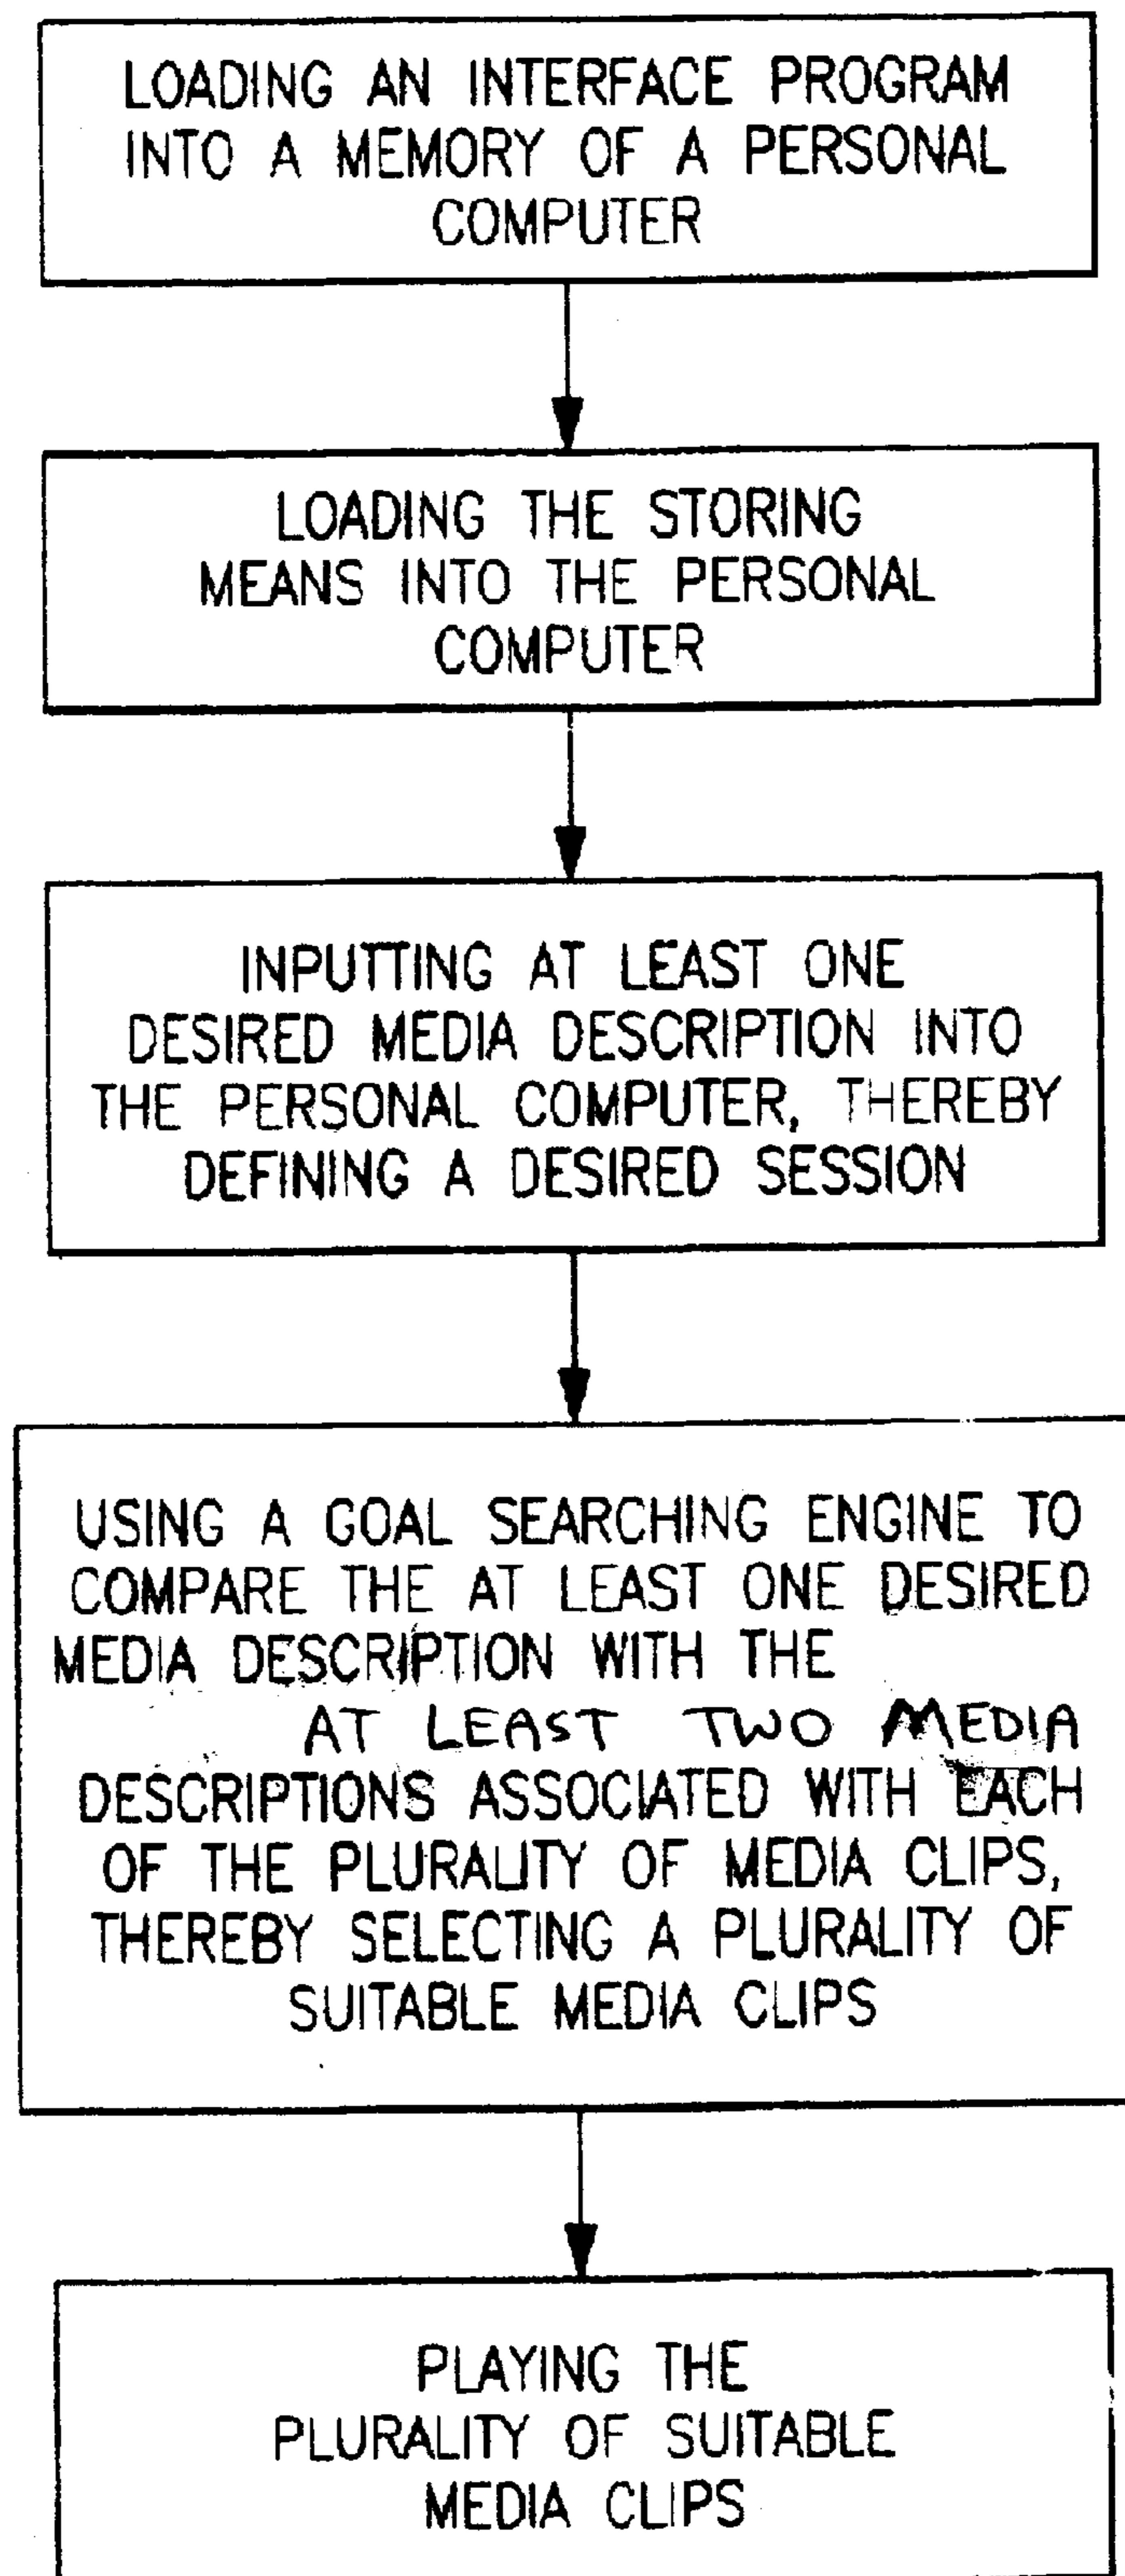 LOADING AN INTERFACE PROGRAM
INTO A MEMORY OF A PERSONAL
COMPUTER
LOADING THE STORING
MEANS INTO THE PERSONAL
COMPUTER
INPUTTING AT LEAST ONE
DESIRED MEDIA DESCRIPTION INTO
THE PERSONAL COMPUTER, THEREBY
DEFINING A DESIRED SESSION
USING A GOAL SEARCHING ENGINE TO
COMPARE THE AT LEAST ONE DESIRED
MEDIA DESCRIPTION WITH THE
AT LEAST TWO MEDIA
DESCRIPTIONS ASSOCIATED WITH EACH
OF THE PLURALITY OF MEDIA CLIPS,
THEREBY SELECTING A PLURALITY OF
SUITABLE MEDIA CLIPS
PLAYING THE
PLURALITY OF SUITABLE
MEDIA CLIPS